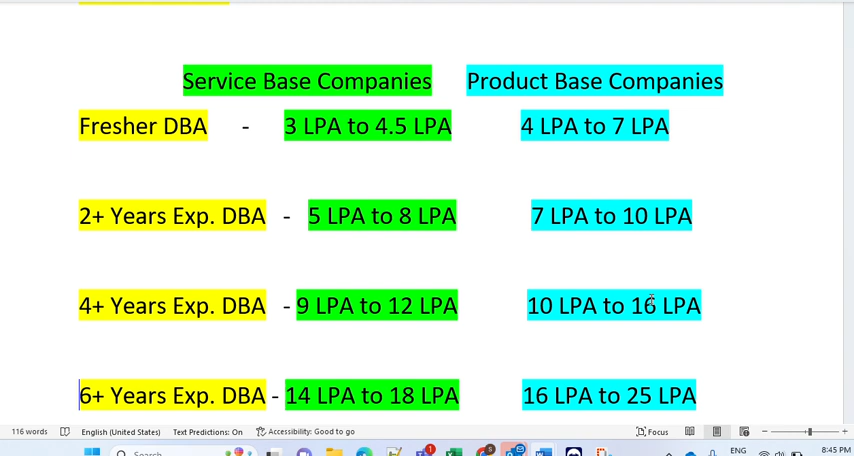 Service Base Companies Product Base Companies
Fresher DBA - 3 LPA to 4.5 LPA 4 LPA to 7 LPA
2+ Years Exp. DBA - 5 LPA to 8 LPA 7 LPA to 10 LPA
4+ Years Exp. DBA - 9 LPA to 12 LPA 10 LPA to 16 LPA
6+ Years Exp. DBA - 14 LPA to 18 LPA 16 LPA to 25 LPA
116 words English (United States) Text Predictions: On Accessibility: Good to go Focus
Search ENG 8:45 PM